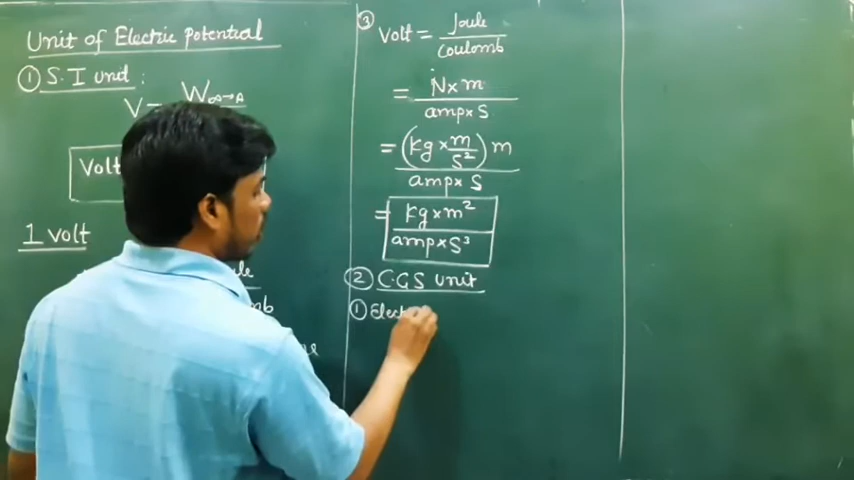 Unit of Electric Potential
① S.I unit :
V = W∞→A
Volt
1 Volt
③ Volt = Joule / Coulomb
= N×m / amp×S
= (Kg × m/S²) m / amp×S
= Kg×m² / amp×S³
② C.G.S unit
① Elect